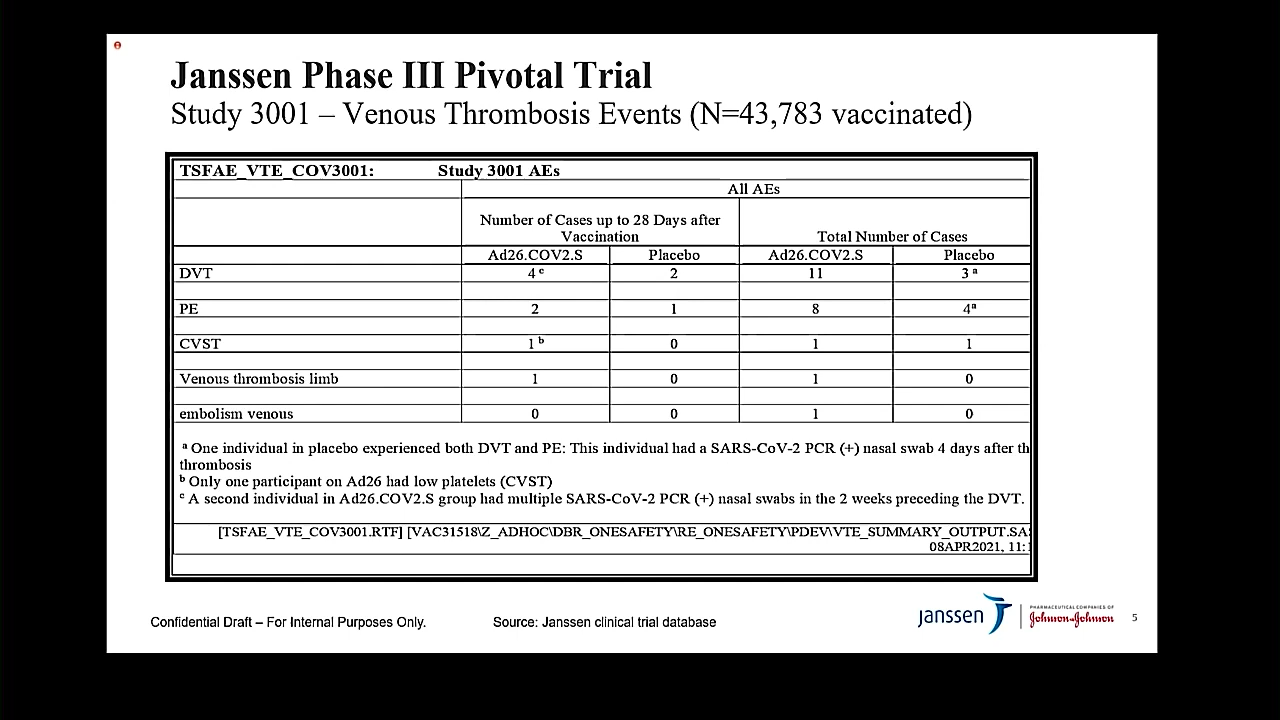 Janssen Phase III Pivotal Trial
Study 3001 – Venous Thrombosis Events (N=43,783 vaccinated)
TSFAE_VTE_COV3001: Study 3001 AEs
All AEs
Number of Cases up to 28 Days after
Vaccination
Total Number of Cases
Ad26.COV2.S Placebo Ad26.COV2.S Placebo
DVT 4 c 2 11 3 a
PE 2 1 8 4a
CVST 1 b 0 1 1
Venous thrombosis limb 1 0 1 0
embolism venous 0 0 1 0
a One individual in placebo experienced both DVT and PE: This individual had a SARS-CoV-2 PCR (+) nasal swab 4 days after th
thrombosis
b Only one participant on Ad26 had low platelets (CVST)
c A second individual in Ad26.COV2.S group had multiple SARS-CoV-2 PCR (+) nasal swabs in the 2 weeks preceding the DVT.
[TSFAE_VTE_COV3001.RTF] [VAC31518\Z_ADHOC\DBR_ONESAFETY\RE_ONESAFETY\PDEV\VTE_SUMMARY_OUTPUT.SAS
08APR2021, 11:1
Confidential Draft – For Internal Purposes Only.
Source: Janssen clinical trial database
janssen
PHARMACEUTICAL COMPANIES OF
Johnson & Johnson
5